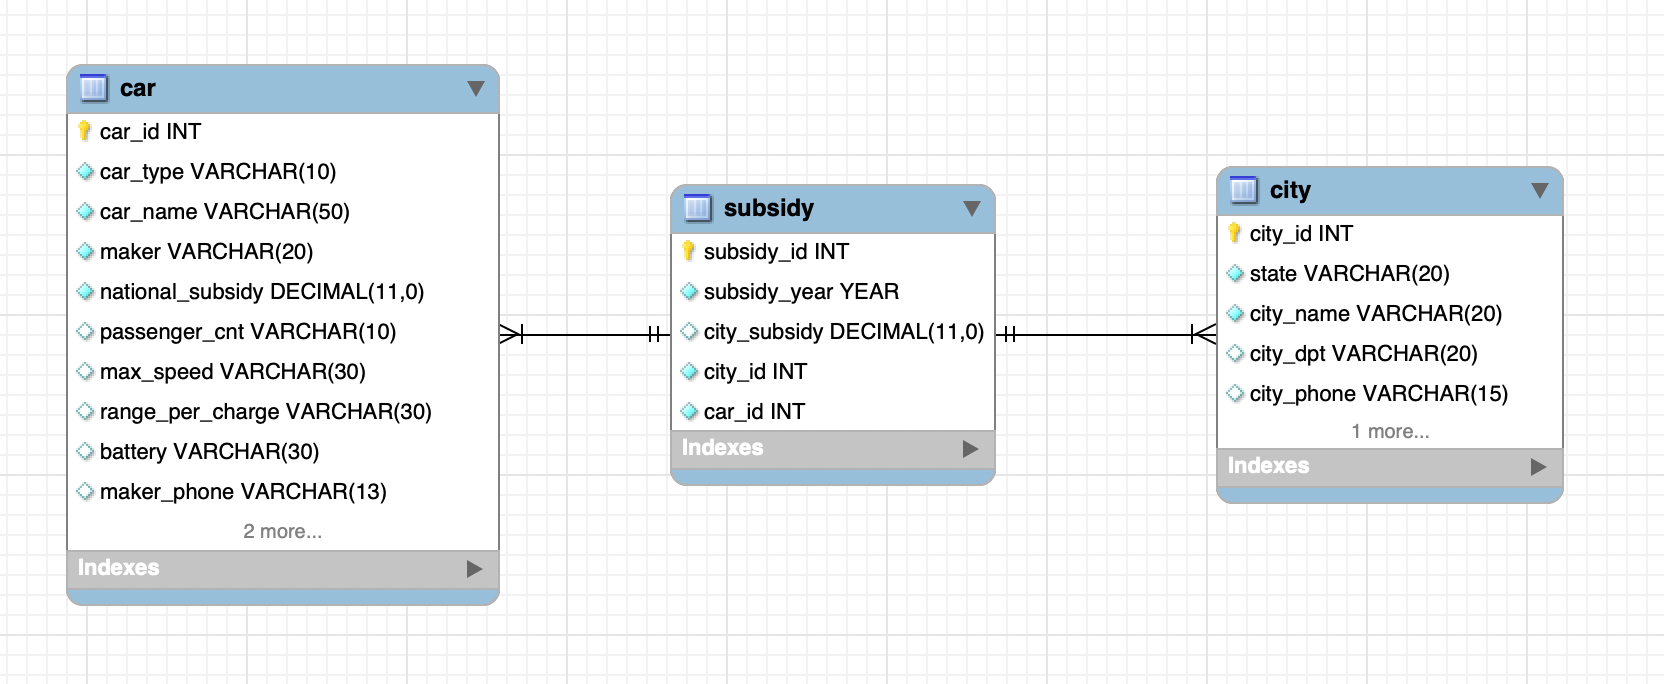 car
car_id INT
car_type VARCHAR(10)
car_name VARCHAR(50)
maker VARCHAR(20)
national_subsidy DECIMAL(11,0)
passenger_cnt VARCHAR(10)
max_speed VARCHAR(30)
range_per_charge VARCHAR(30)
battery VARCHAR(30)
maker_phone VARCHAR(13)
2 more...
Indexes
subsidy
subsidy_id INT
subsidy_year YEAR
city_subsidy DECIMAL(11,0)
city_id INT
car_id INT
Indexes
city
city_id INT
state VARCHAR(20)
city_name VARCHAR(20)
city_dpt VARCHAR(20)
city_phone VARCHAR(15)
1 more...
Indexes